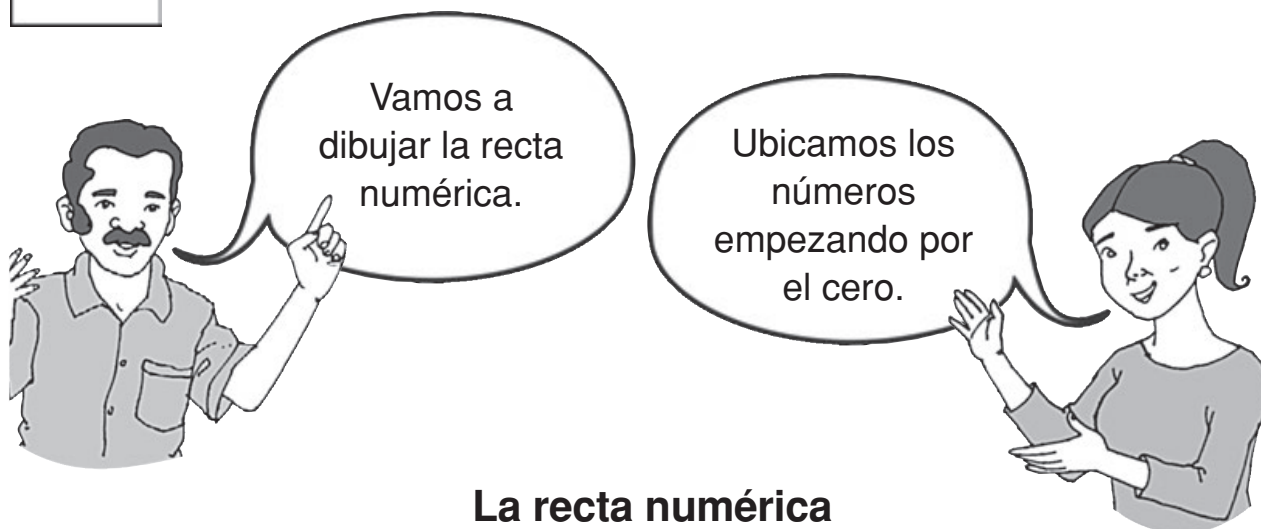 Vamos a
dibujar la recta
numérica.
Ubicamos los
números
empezando por
el cero.
La recta numérica